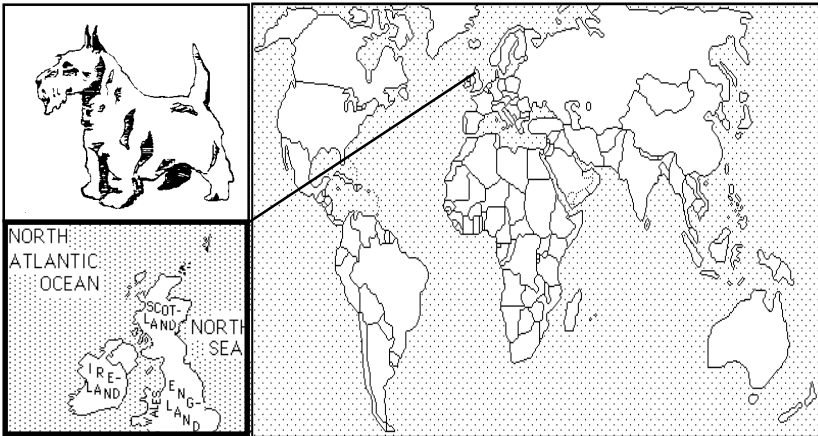 NORTH
ATLANTIC
OCEAN
SCOT-
LAND
NORTH
SEA
IRE-
LAND
WALES
ENG-
LAND